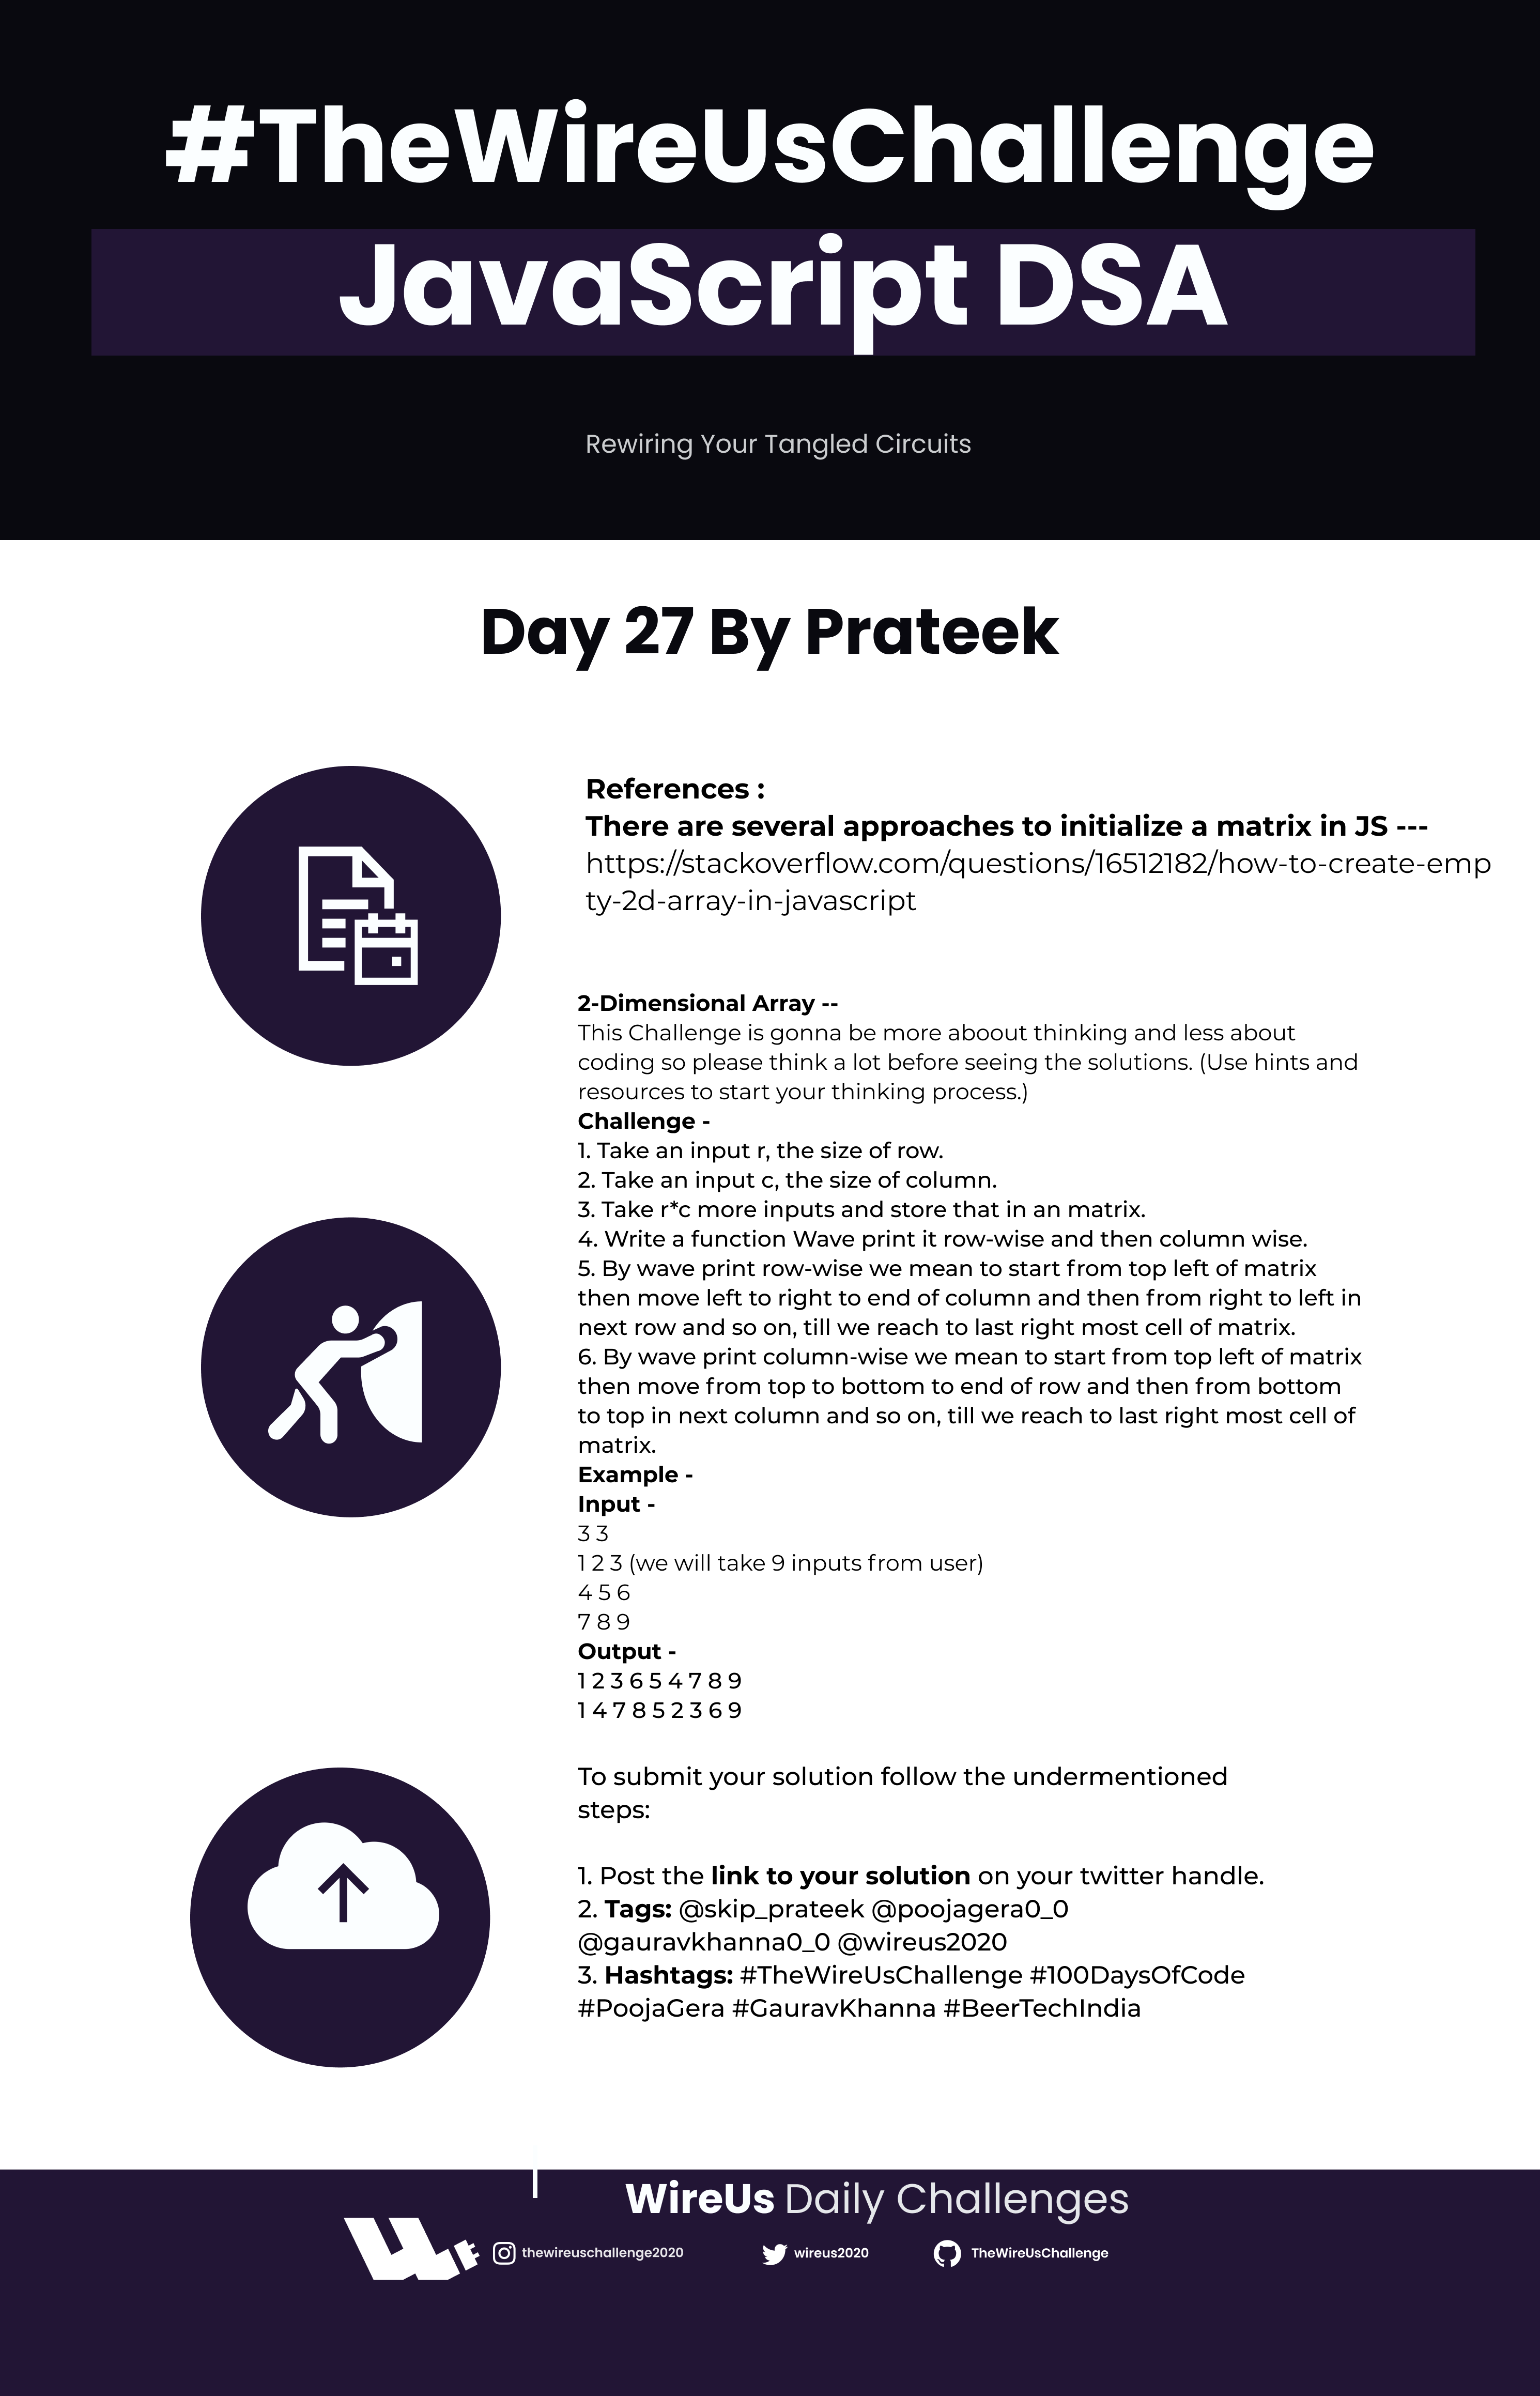 #TheWireUsChallenge
JavaScript DSA
Rewiring Your Tangled Circuits
Day 27 By Prateek
References :
There are several approaches to initialize a matrix in JS ---
https://stackoverflow.com/questions/16512182/how-to-create-emp
ty-2d-array-in-javascript
2-Dimensional Array --
This Challenge is gonna be more aboout thinking and less about
coding so please think a lot before seeing the solutions. (Use hints and
resources to start your thinking process.)
Challenge -
1. Take an input r, the size of row.
2. Take an input c, the size of column.
3. Take r*c more inputs and store that in an matrix.
4. Write a function Wave print it row-wise and then column wise.
5. By wave print row-wise we mean to start from top left of matrix
then move left to right to end of column and then from right to left in
next row and so on, till we reach to last right most cell of matrix.
6. By wave print column-wise we mean to start from top left of matrix
then move from top to bottom to end of row and then from bottom
to top in next column and so on, till we reach to last right most cell of
matrix.
Example -
Input -
3 3
1 2 3 (we will take 9 inputs from user)
4 5 6
7 8 9
Output -
1 2 3 6 5 4 7 8 9
1 4 7 8 5 2 3 6 9
To submit your solution follow the undermentioned
steps:
1. Post the link to your solution on your twitter handle.
2. Tags: @skip_prateek @poojagera0_0
@gauravkhanna0_0 @wireus2020
3. Hashtags: #TheWireUsChallenge #100DaysOfCode
#PoojaGera #GauravKhanna #BeerTechIndia
WireUs Daily Challenges
thewireuschallenge2020 wireus2020 TheWireUsChallenge